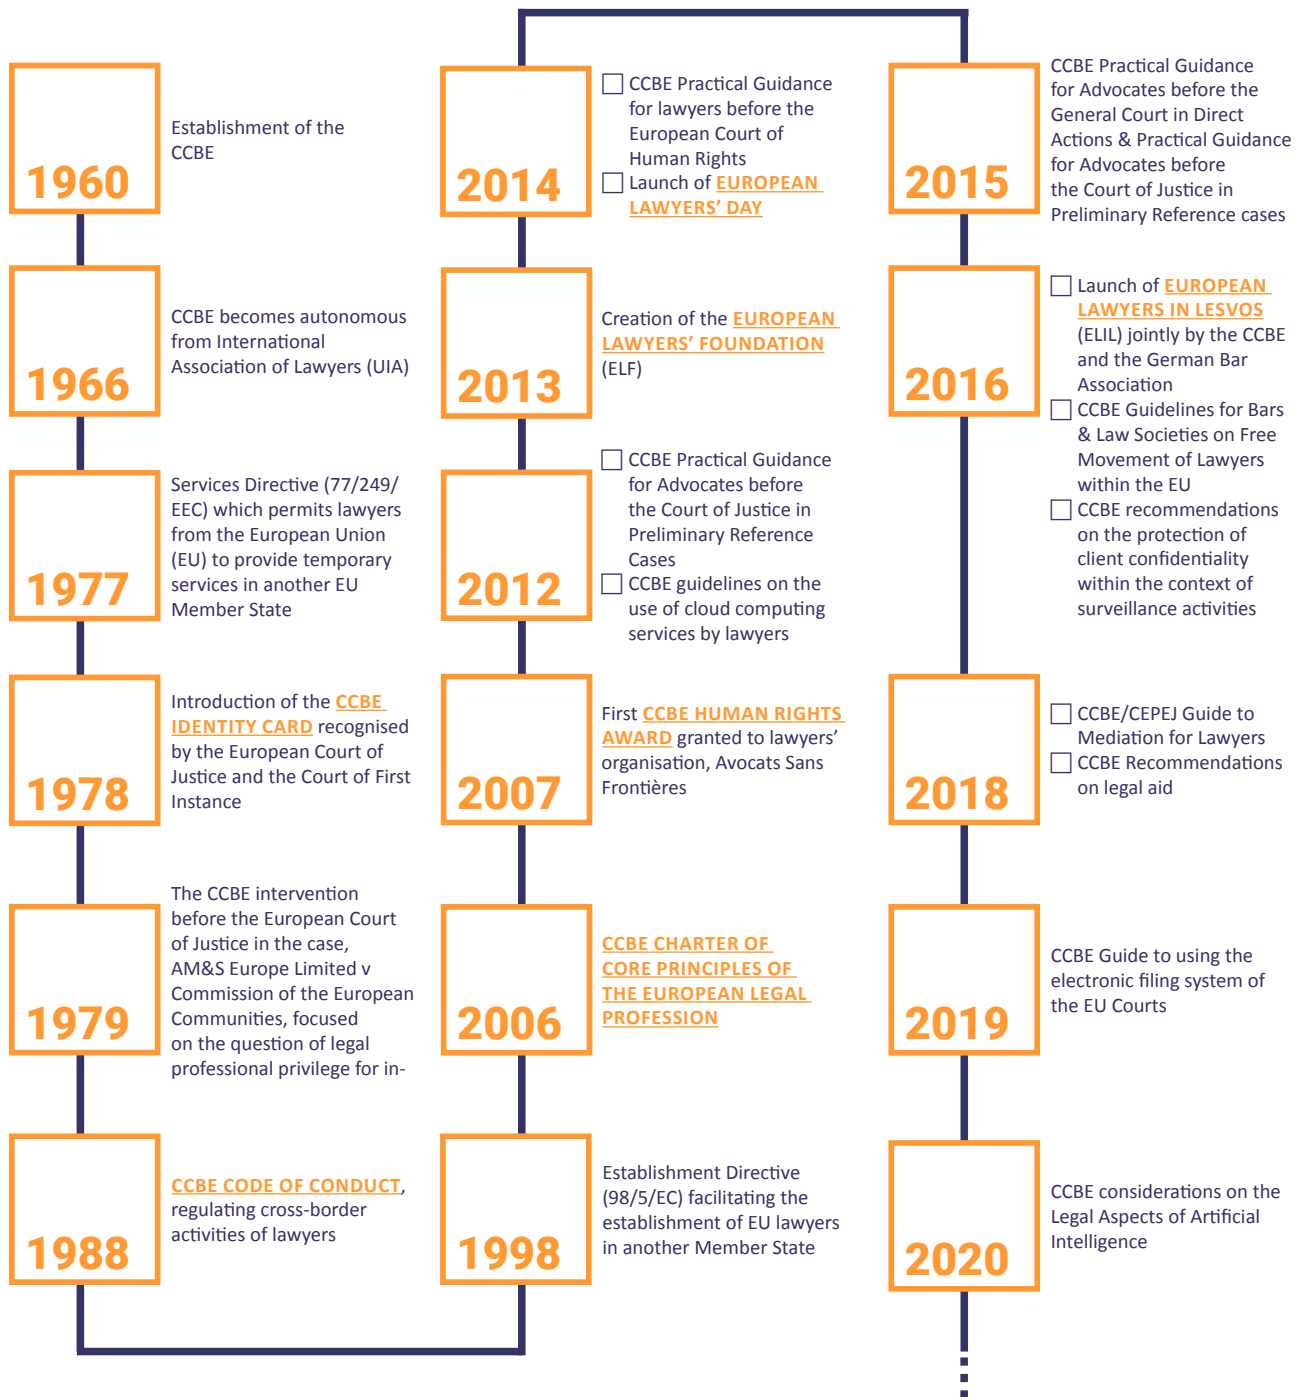 1960
Establishment of the
CCBE
1966
CCBE becomes autonomous
from International
Association of Lawyers (UIA)
1977
Services Directive (77/249/
EEC) which permits lawyers
from the European Union
(EU) to provide temporary
services in another EU
Member State
1978
Introduction of the CCBE
IDENTITY CARD recognised
by the European Court of
Justice and the Court of First
Instance
1979
The CCBE intervention
before the European Court
of Justice in the case,
AM&S Europe Limited v
Commission of the European
Communities, focused
on the question of legal
professional privilege for in-
1988
CCBE CODE OF CONDUCT,
regulating cross-border
activities of lawyers
1998
Establishment Directive
(98/5/EC) facilitating the
establishment of EU lawyers
in another Member State
2006
CCBE CHARTER OF
CORE PRINCIPLES OF
THE EUROPEAN LEGAL
PROFESSION
2007
First CCBE HUMAN RIGHTS
AWARD granted to lawyers’
organisation, Avocats Sans
Frontières
2012
CCBE Practical Guidance
for Advocates before
the Court of Justice in
Preliminary Reference
Cases
CCBE guidelines on the
use of cloud computing
services by lawyers
2013
Creation of the EUROPEAN
LAWYERS’ FOUNDATION
(ELF)
2014
CCBE Practical Guidance
for lawyers before the
European Court of
Human Rights
Launch of EUROPEAN
LAWYERS’ DAY
2015
CCBE Practical Guidance
for Advocates before the
General Court in Direct
Actions & Practical Guidance
for Advocates before
the Court of Justice in
Preliminary Reference cases
2016
Launch of EUROPEAN
LAWYERS IN LESVOS
(ELIL) jointly by the CCBE
and the German Bar
Association
CCBE Guidelines for Bars
& Law Societies on Free
Movement of Lawyers
within the EU
CCBE recommendations
on the protection of
client confidentiality
within the context of
surveillance activities
2018
CCBE/CEPEJ Guide to
Mediation for Lawyers
CCBE Recommendations
on legal aid
2019
CCBE Guide to using the
electronic filing system of
the EU Courts
2020
CCBE considerations on the
Legal Aspects of Artificial
Intelligence